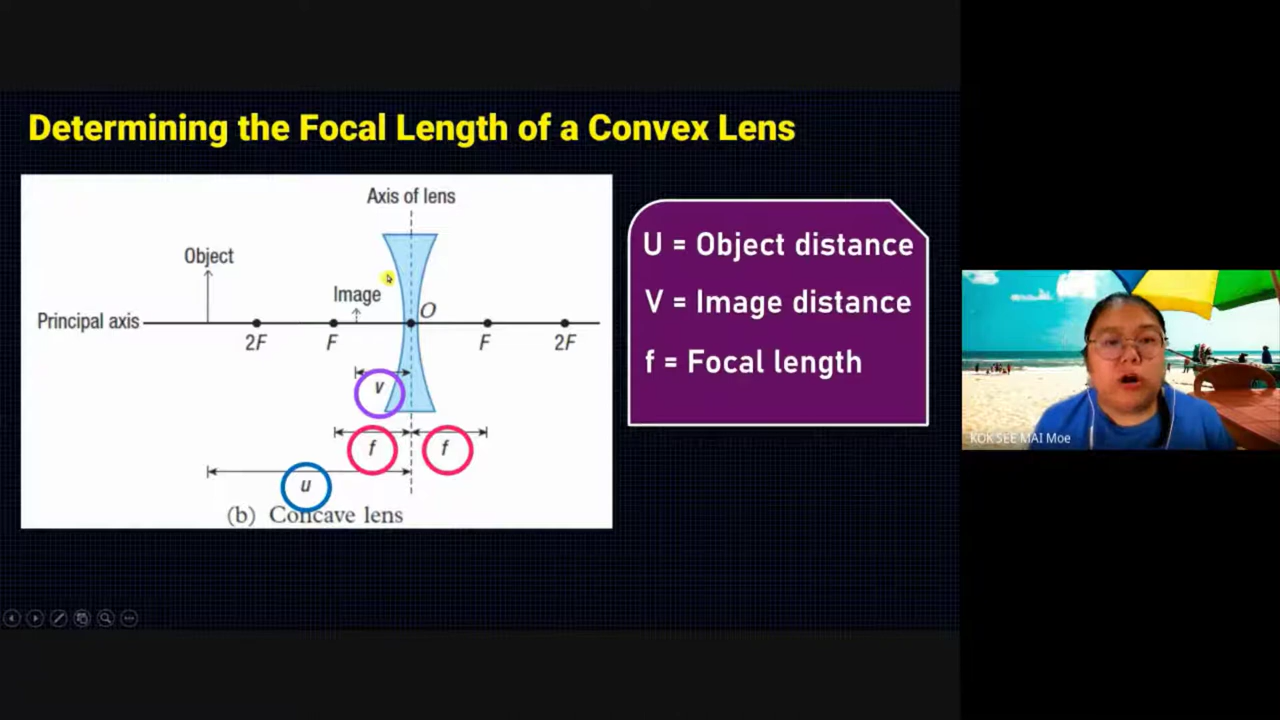 Determining the Focal Length of a Convex Lens
Axis of lens
Object
Image
O
Principal axis
2F
F
F
2F
v
f
f
u
(b) Concave lens
U = Object distance
V = Image distance
f = Focal length
KOK SEE MAI Moe